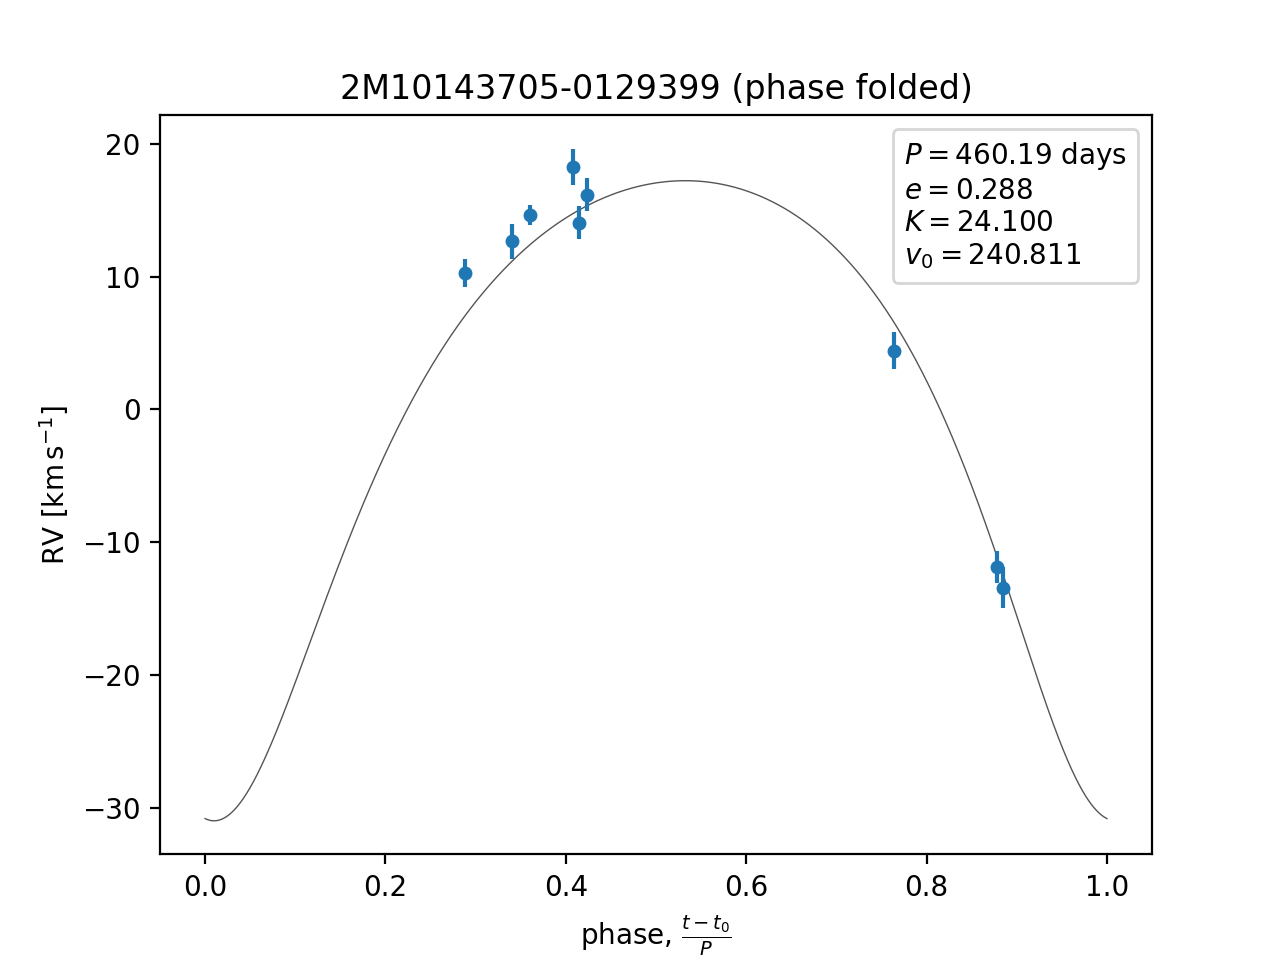 2M10143705-0129399 (phase folded)
P = 460.19 days
e = 0.288
K = 24.100
v₀ = 240.811
20
10
0
−10
−20
−30
RV [km s⁻¹]
0.0 0.2 0.4 0.6 0.8 1.0
phase, (t − t₀)/P